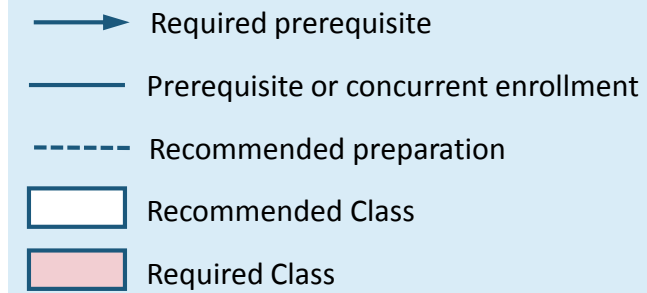 Required prerequisite
Prerequisite or concurrent enrollment
Recommended preparation
Recommended Class
Required Class